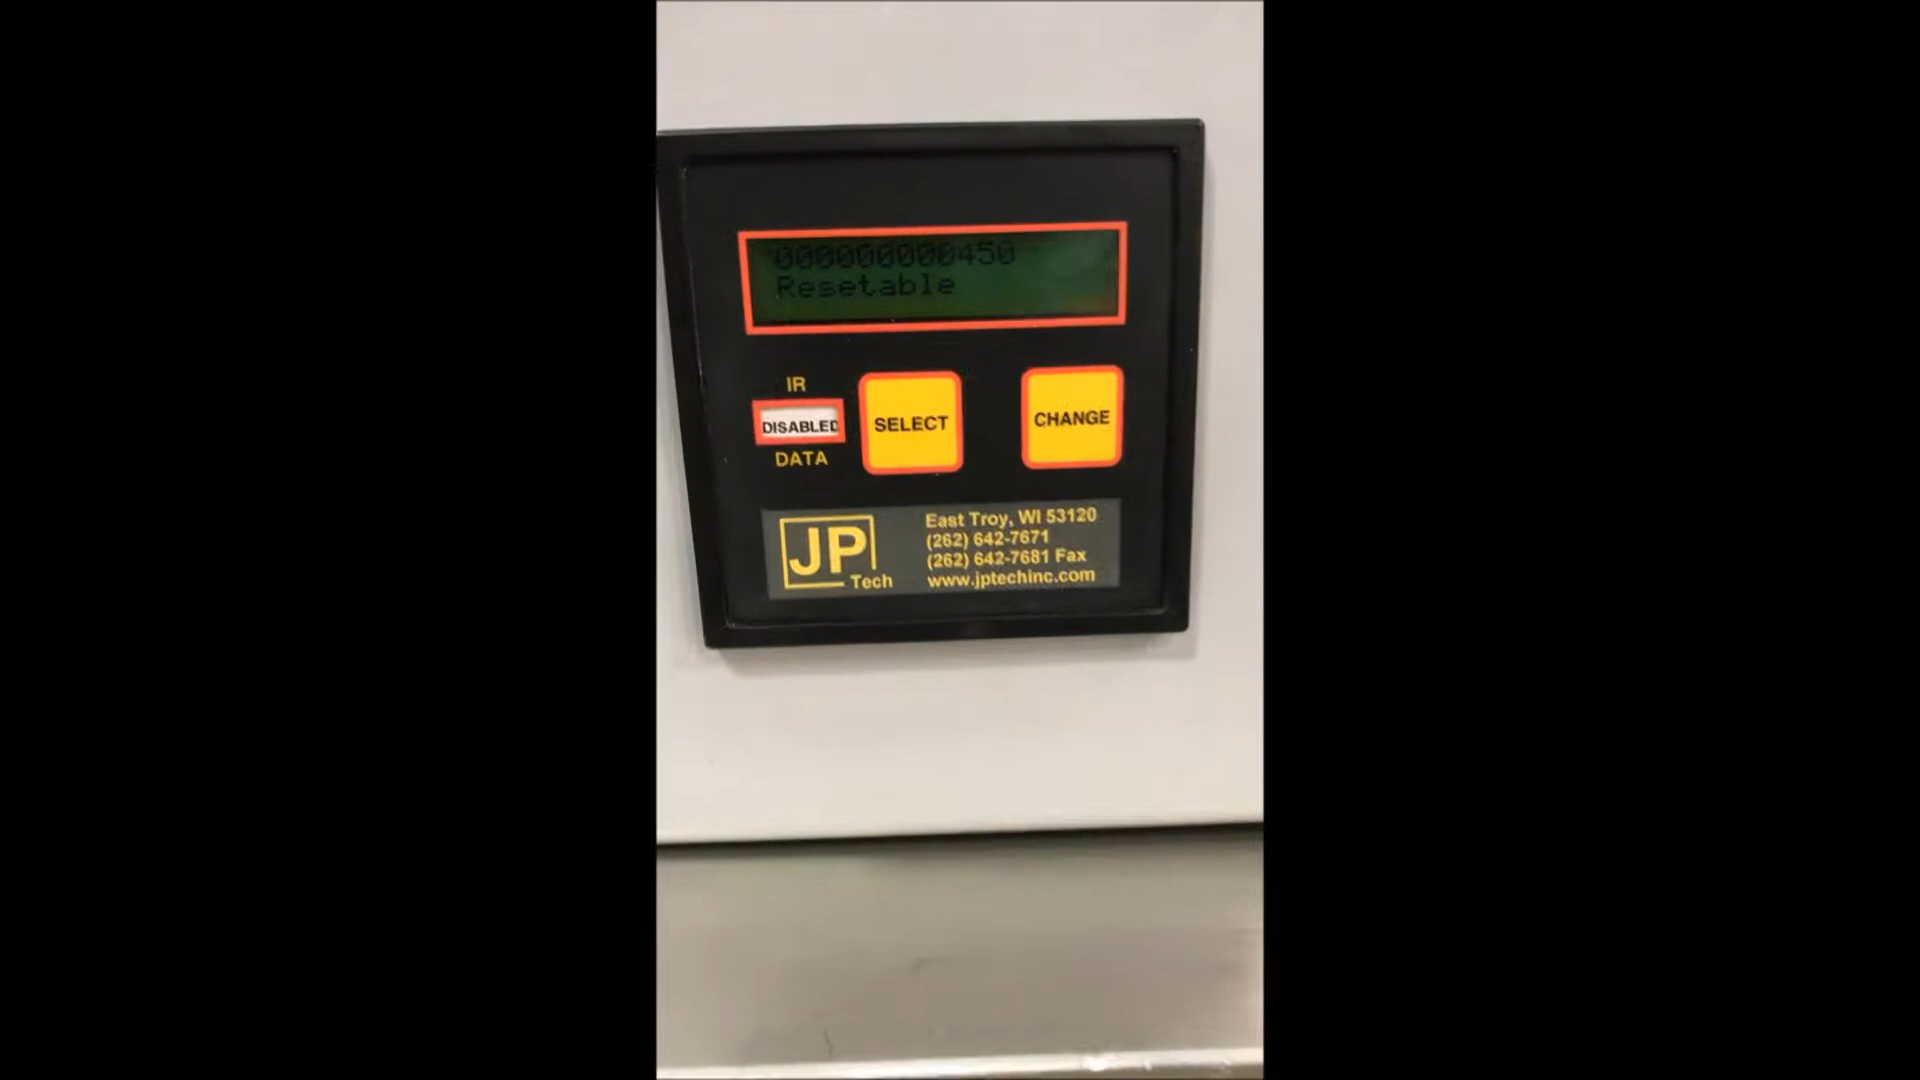 000000000450
Resetable
IR
DISABLED
DATA
SELECT
CHANGE
JP
Tech
East Troy, WI 53120
(262) 642-7671
(262) 642-7681 Fax
www.jptechinc.com